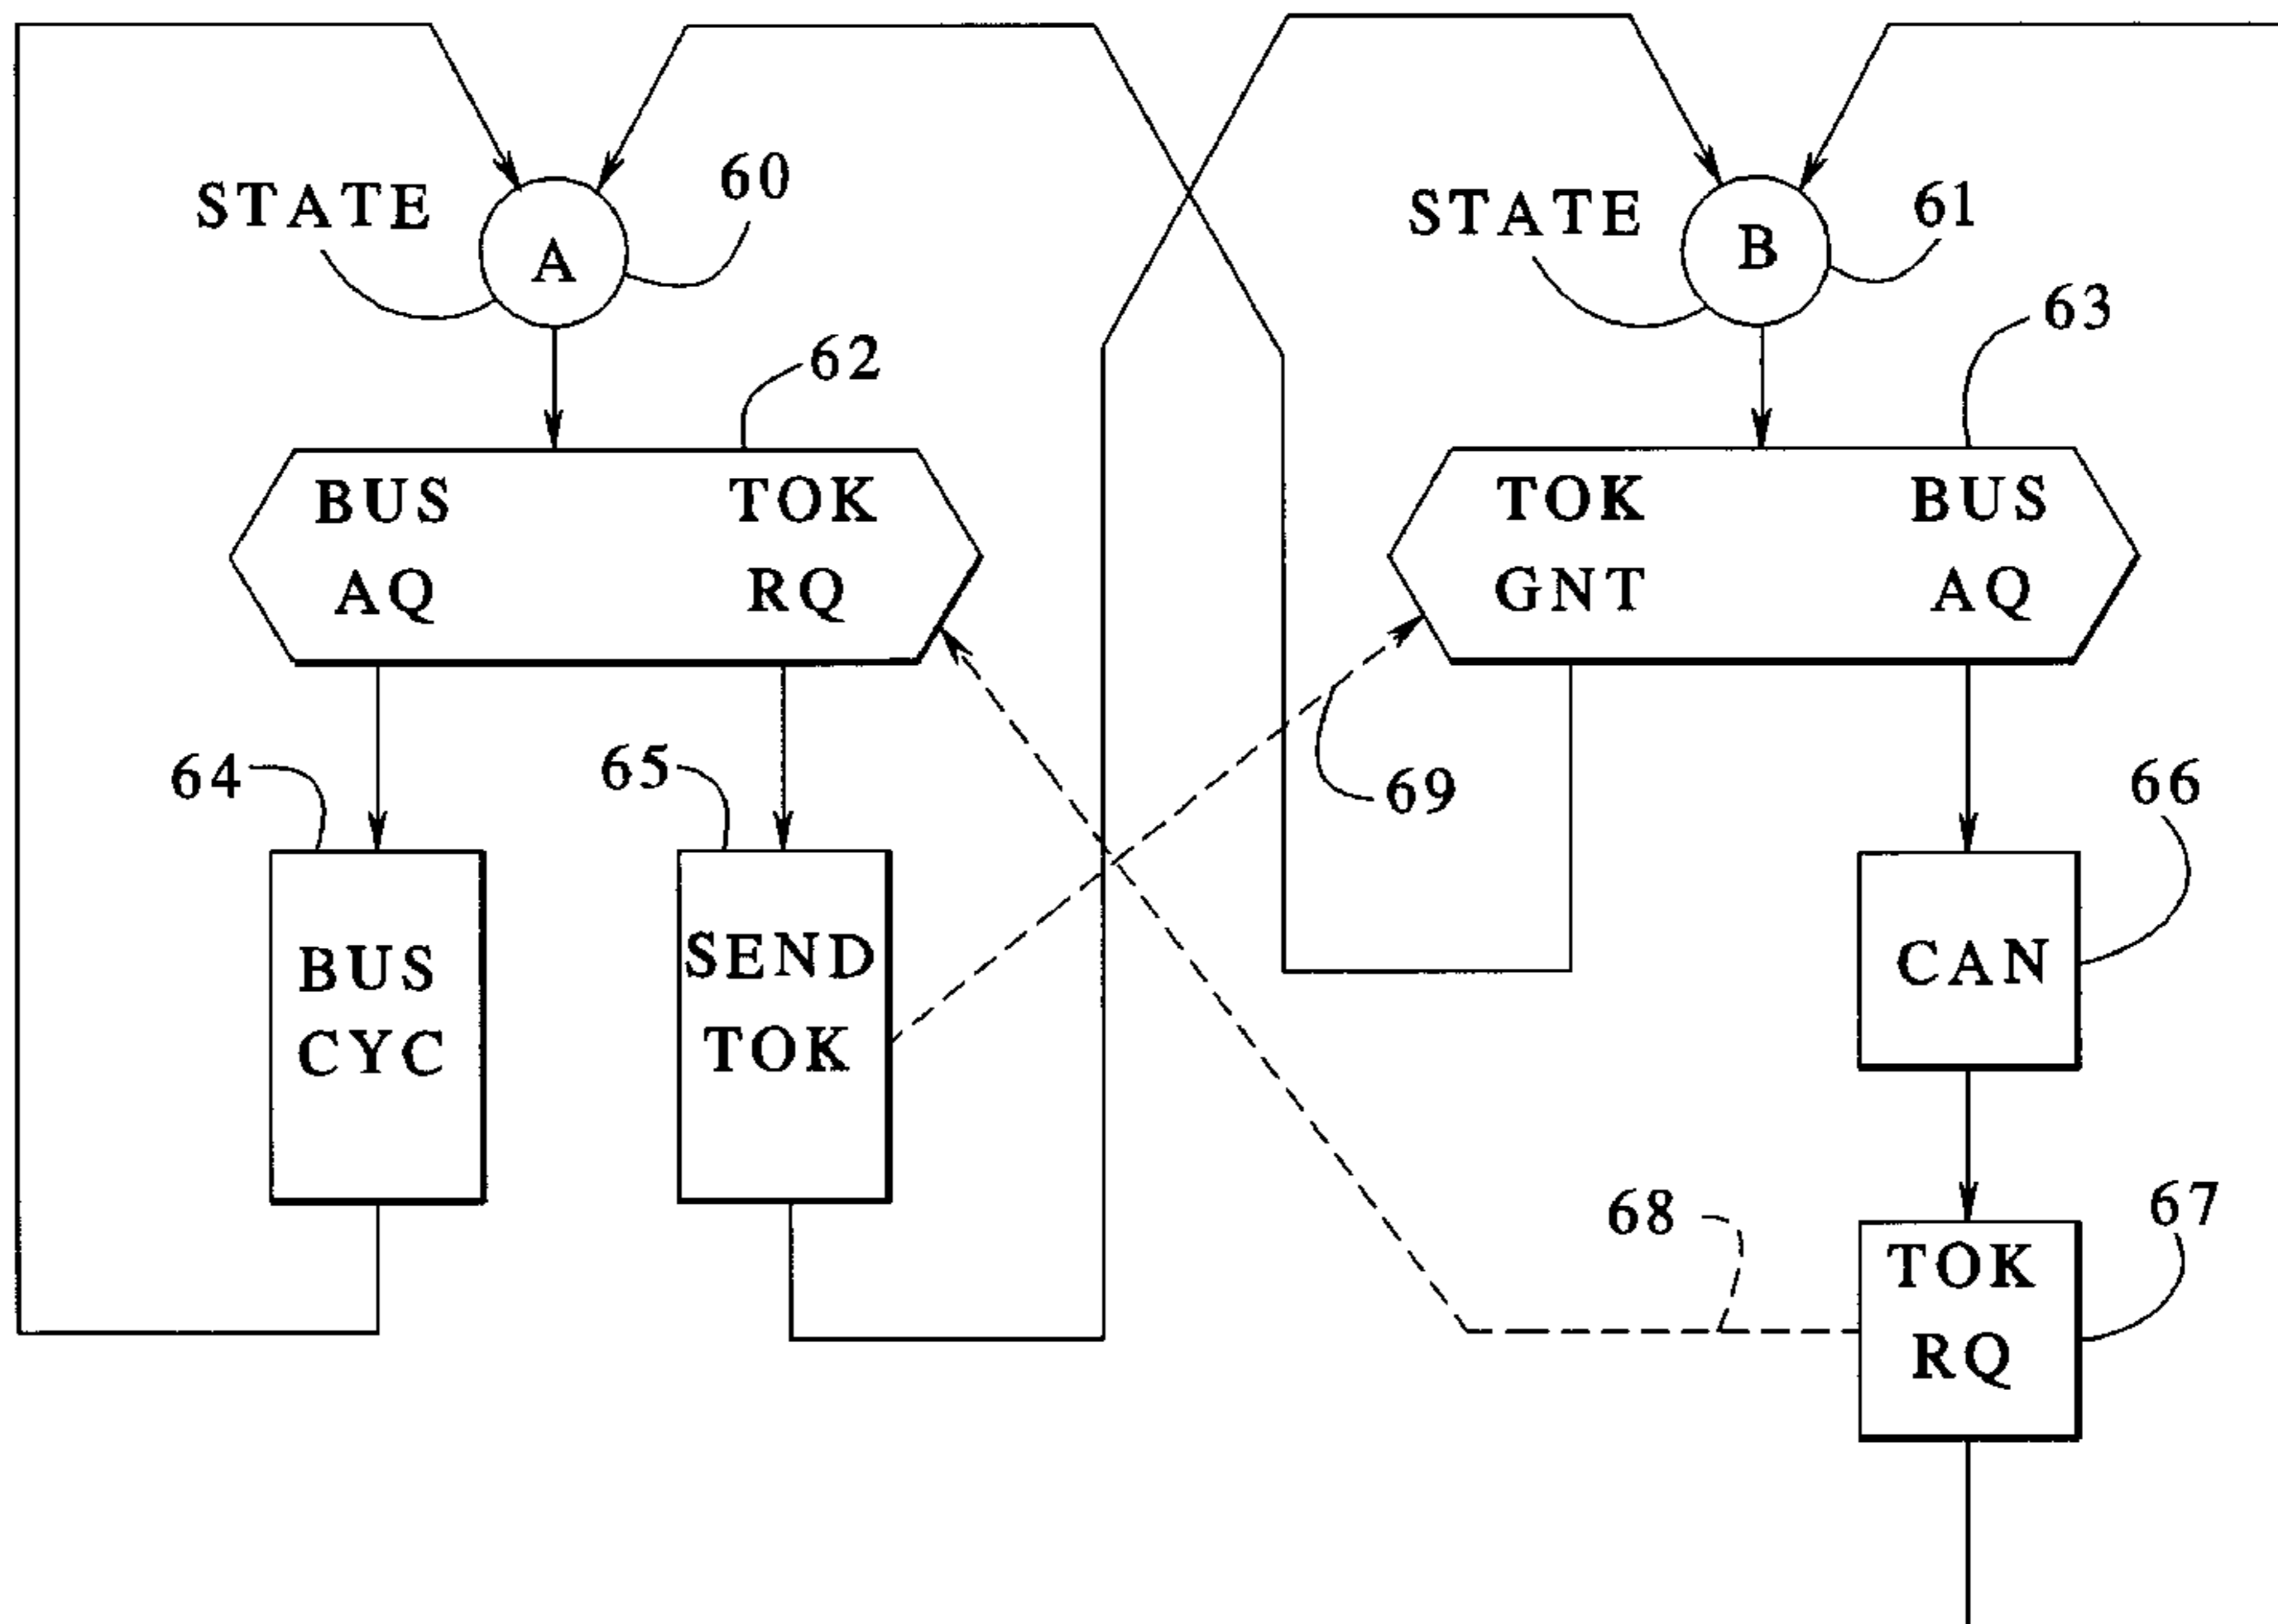 STATE
A
60
STATE
B
61
62
63
BUS AQ
TOK RQ
TOK GNT
BUS AQ
64
65
69
66
BUS CYC
SEND TOK
CAN
68
67
TOK RQ